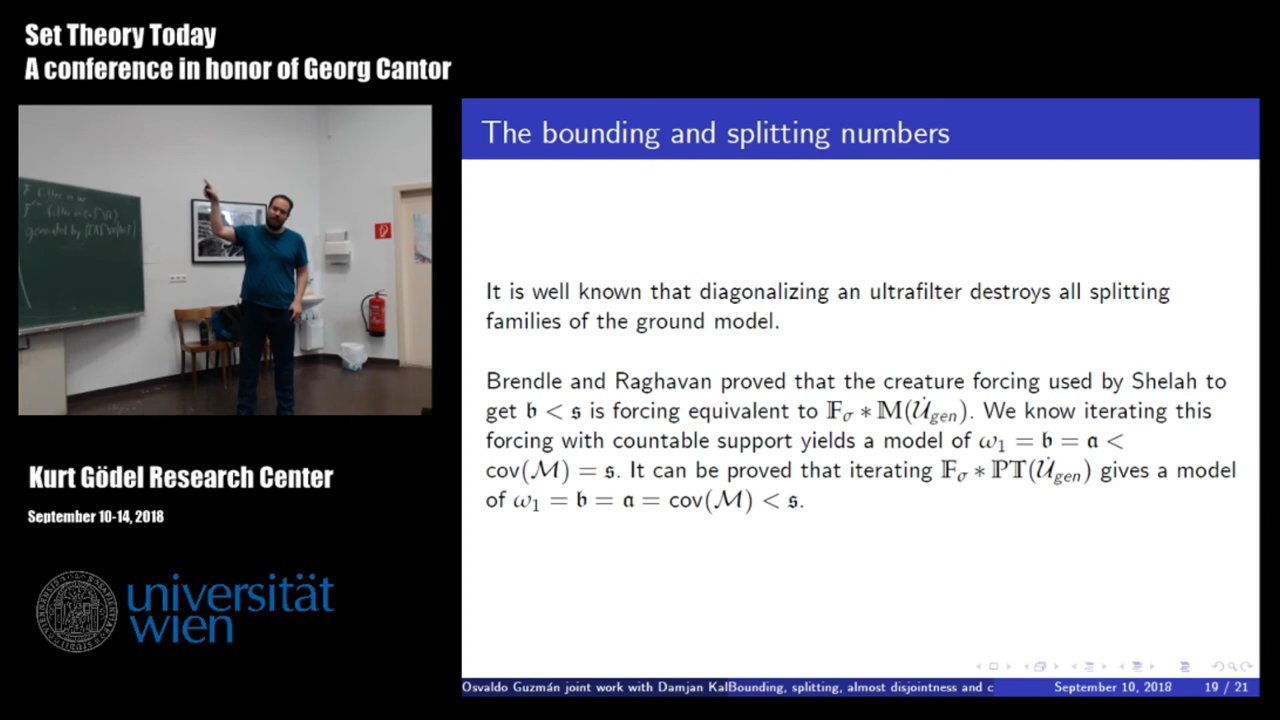 Set Theory Today
A conference in honor of Georg Cantor
The bounding and splitting numbers
It is well known that diagonalizing an ultrafilter destroys all splitting
families of the ground model.
Brendle and Raghavan proved that the creature forcing used by Shelah to
get 𝔟 < 𝔰 is forcing equivalent to 𝔽σ ∗ 𝕄(𝒰̇gen). We know iterating this
forcing with countable support yields a model of ω₁ = 𝔟 = 𝔞 <
cov(ℳ) = 𝔰. It can be proved that iterating 𝔽σ ∗ ℙ𝕋(𝒰̇gen) gives a model
of ω₁ = 𝔟 = 𝔞 = cov(ℳ) < 𝔰.
Kurt Gödel Research Center
September 10-14, 2018
universität
wien
Osvaldo Guzmán joint work with Damjan KalBounding, splitting, almost disjointness and c
September 10, 2018
19 / 21